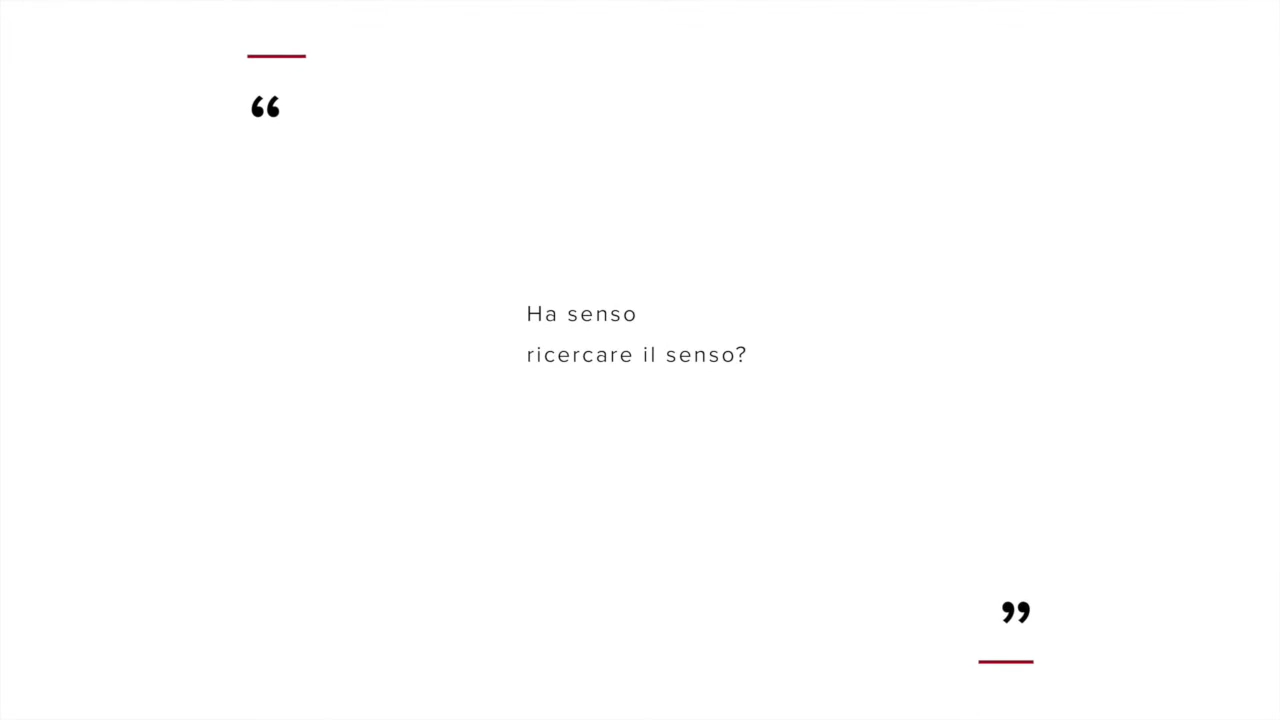 “
Ha senso
ricercare il senso?
”